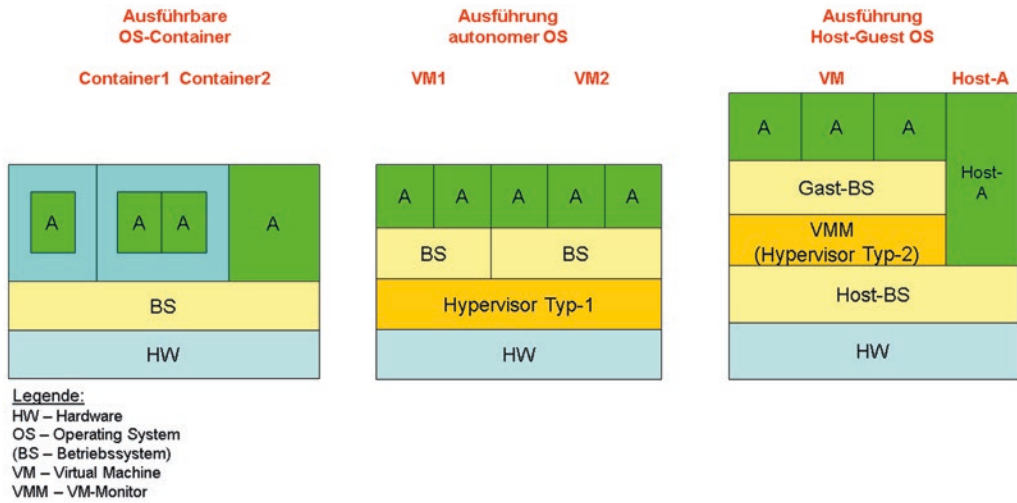 Ausführbare
OS-Container
Container1 Container2
A
A
A
A
BS
HW
Ausführung
autonomer OS
VM1
VM2
A
A
A
A
A
BS
BS
Hypervisor Typ-1
HW
Ausführung
Host-Guest OS
VM
Host-A
A
A
A
Host-
A
Gast-BS
VMM
(Hypervisor Typ-2)
Host-BS
HW
Legende:
HW – Hardware
OS – Operating System
(BS – Betriebssystem)
VM – Virtual Machine
VMM – VM-Monitor